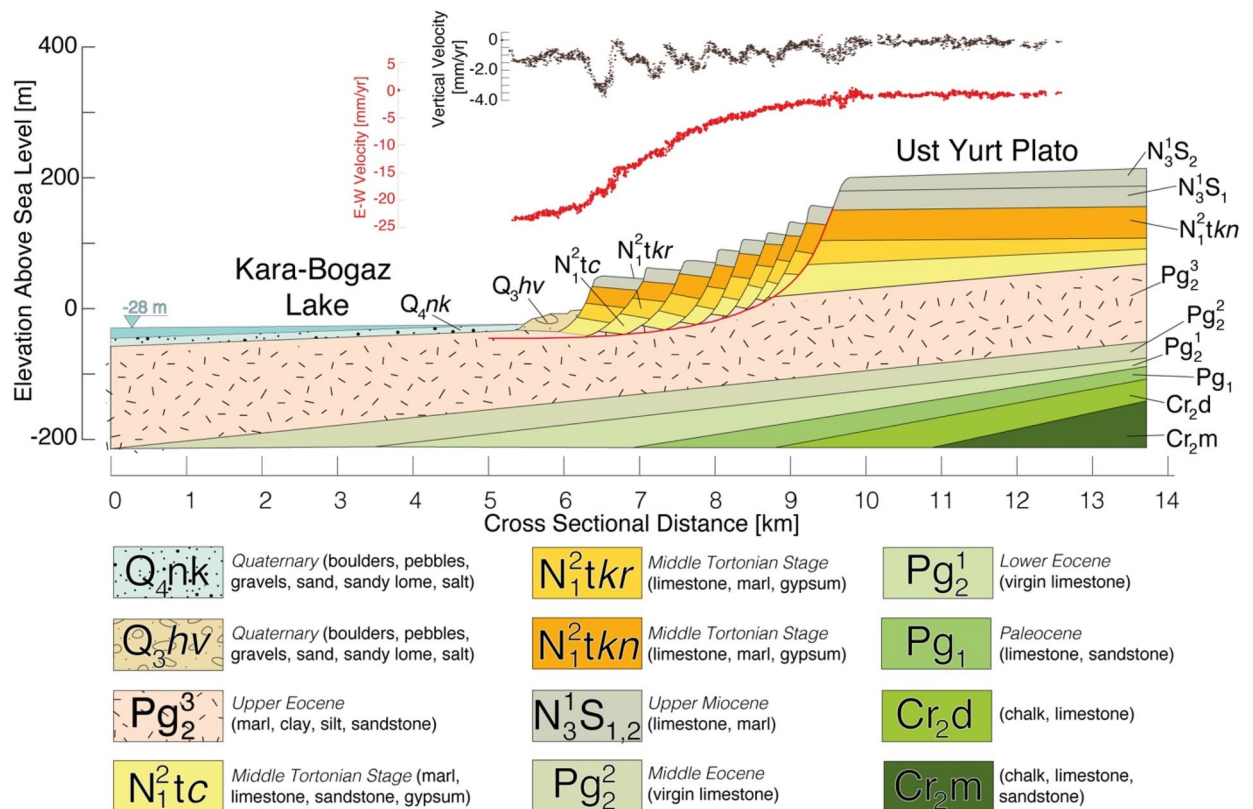 400
200
0
-200
Elevation Above Sea Level [m]
5
0
-5
-10
-15
-20
-25
E-W Velocity [mm/yr]
0
-2.0
-4.0
Vertical Velocity
[mm/yr]
Ust Yurt Plato
Kara-Bogaz
Lake
-28 m
Q₄nk
Q₃hv
N₁²tc
N₁²tkr
N₃¹S₂
N₃¹S₁
N₁²tkn
Pg₂³
Pg₂²
Pg₂¹
Pg₁
Cr₂d
Cr₂m
0 1 2 3 4 5 6 7 8 9 10 11 12 13 14
Cross Sectional Distance [km]
Q₄nk
Quaternary (boulders, pebbles,
gravels, sand, sandy lome, salt)
Q₃hv
Quaternary (boulders, pebbles,
gravels, sand, sandy lome, salt)
Pg₂³
Upper Eocene
(marl, clay, silt, sandstone)
N₁²tc
Middle Tortonian Stage (marl,
limestone, sandstone, gypsum)
N₁²tkr
Middle Tortonian Stage
(limestone, marl, gypsum)
N₁²tkn
Middle Tortonian Stage
(limestone, marl, gypsum)
N₃¹S₁,₂
Upper Miocene
(limestone, marl)
Pg₂²
Middle Eocene
(virgin limestone)
Pg₂¹
Lower Eocene
(virgin limestone)
Pg₁
Paleocene
(limestone, sandstone)
Cr₂d
(chalk, limestone)
Cr₂m
(chalk, limestone,
sandstone)